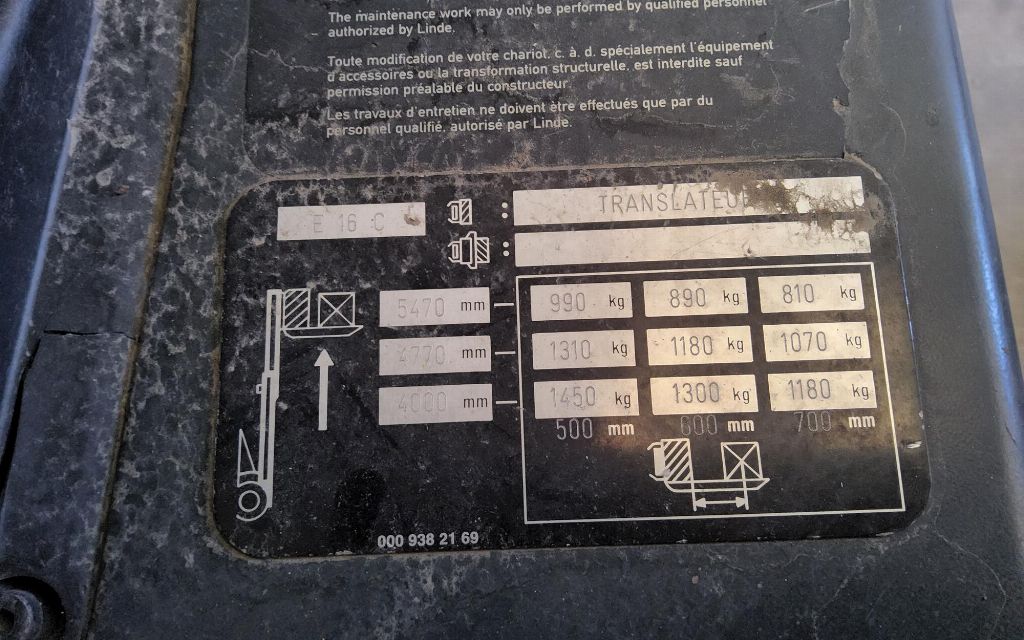 The maintenance work may only be performed by qualified personnel
authorized by Linde.
Toute modification de votre chariot, c. à. d. spécialement l'équipement
d'accessoires ou la transformation structurelle, est interdite sauf
permission préalable du constructeur.
Les travaux d'entretien ne doivent être effectués que par du
personnel qualifié, autorisé par Linde.
E 16 C : TRANSLATEUR
:
5470 mm 990 kg 890 kg 810 kg
4770 mm 1310 kg 1180 kg 1070 kg
4000 mm 1450 kg 1300 kg 1180 kg
500 mm 600 mm 700 mm
000 938 21 69